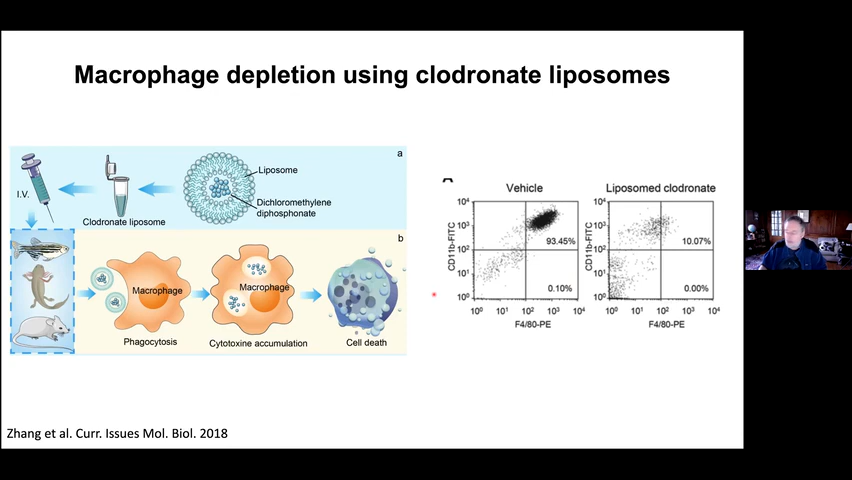 Macrophage depletion using clodronate liposomes
a
I.V.
Clodronate liposome
Liposome
Dichloromethylene
diphosphonate
b
Macrophage
Phagocytosis
Macrophage
Cytotoxine accumulation
Cell death
Vehicle
CD11b-FITC
10⁴
10³
10²
10¹
10⁰
93.45%
0.10%
10⁰ 10¹ 10² 10³ 10⁴
F4/80-PE
Liposomed clodronate
CD11b-FITC
10⁴
10³
10²
10¹
10⁰
10.07%
0.00%
10⁰ 10¹ 10² 10³ 10⁴
F4/80-PE
Zhang et al. Curr. Issues Mol. Biol. 2018